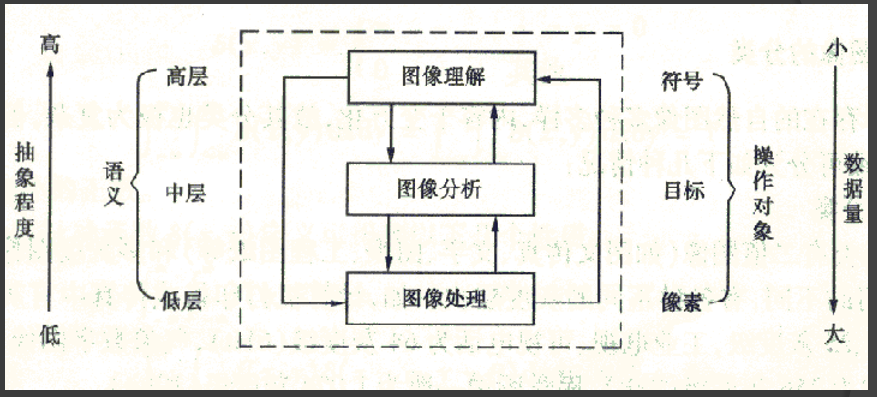 高
小
高层
图像理解
符号
抽象程度
语义
中层
图像分析
目标
操作对象
数据量
低层
图像处理
像素
低
大